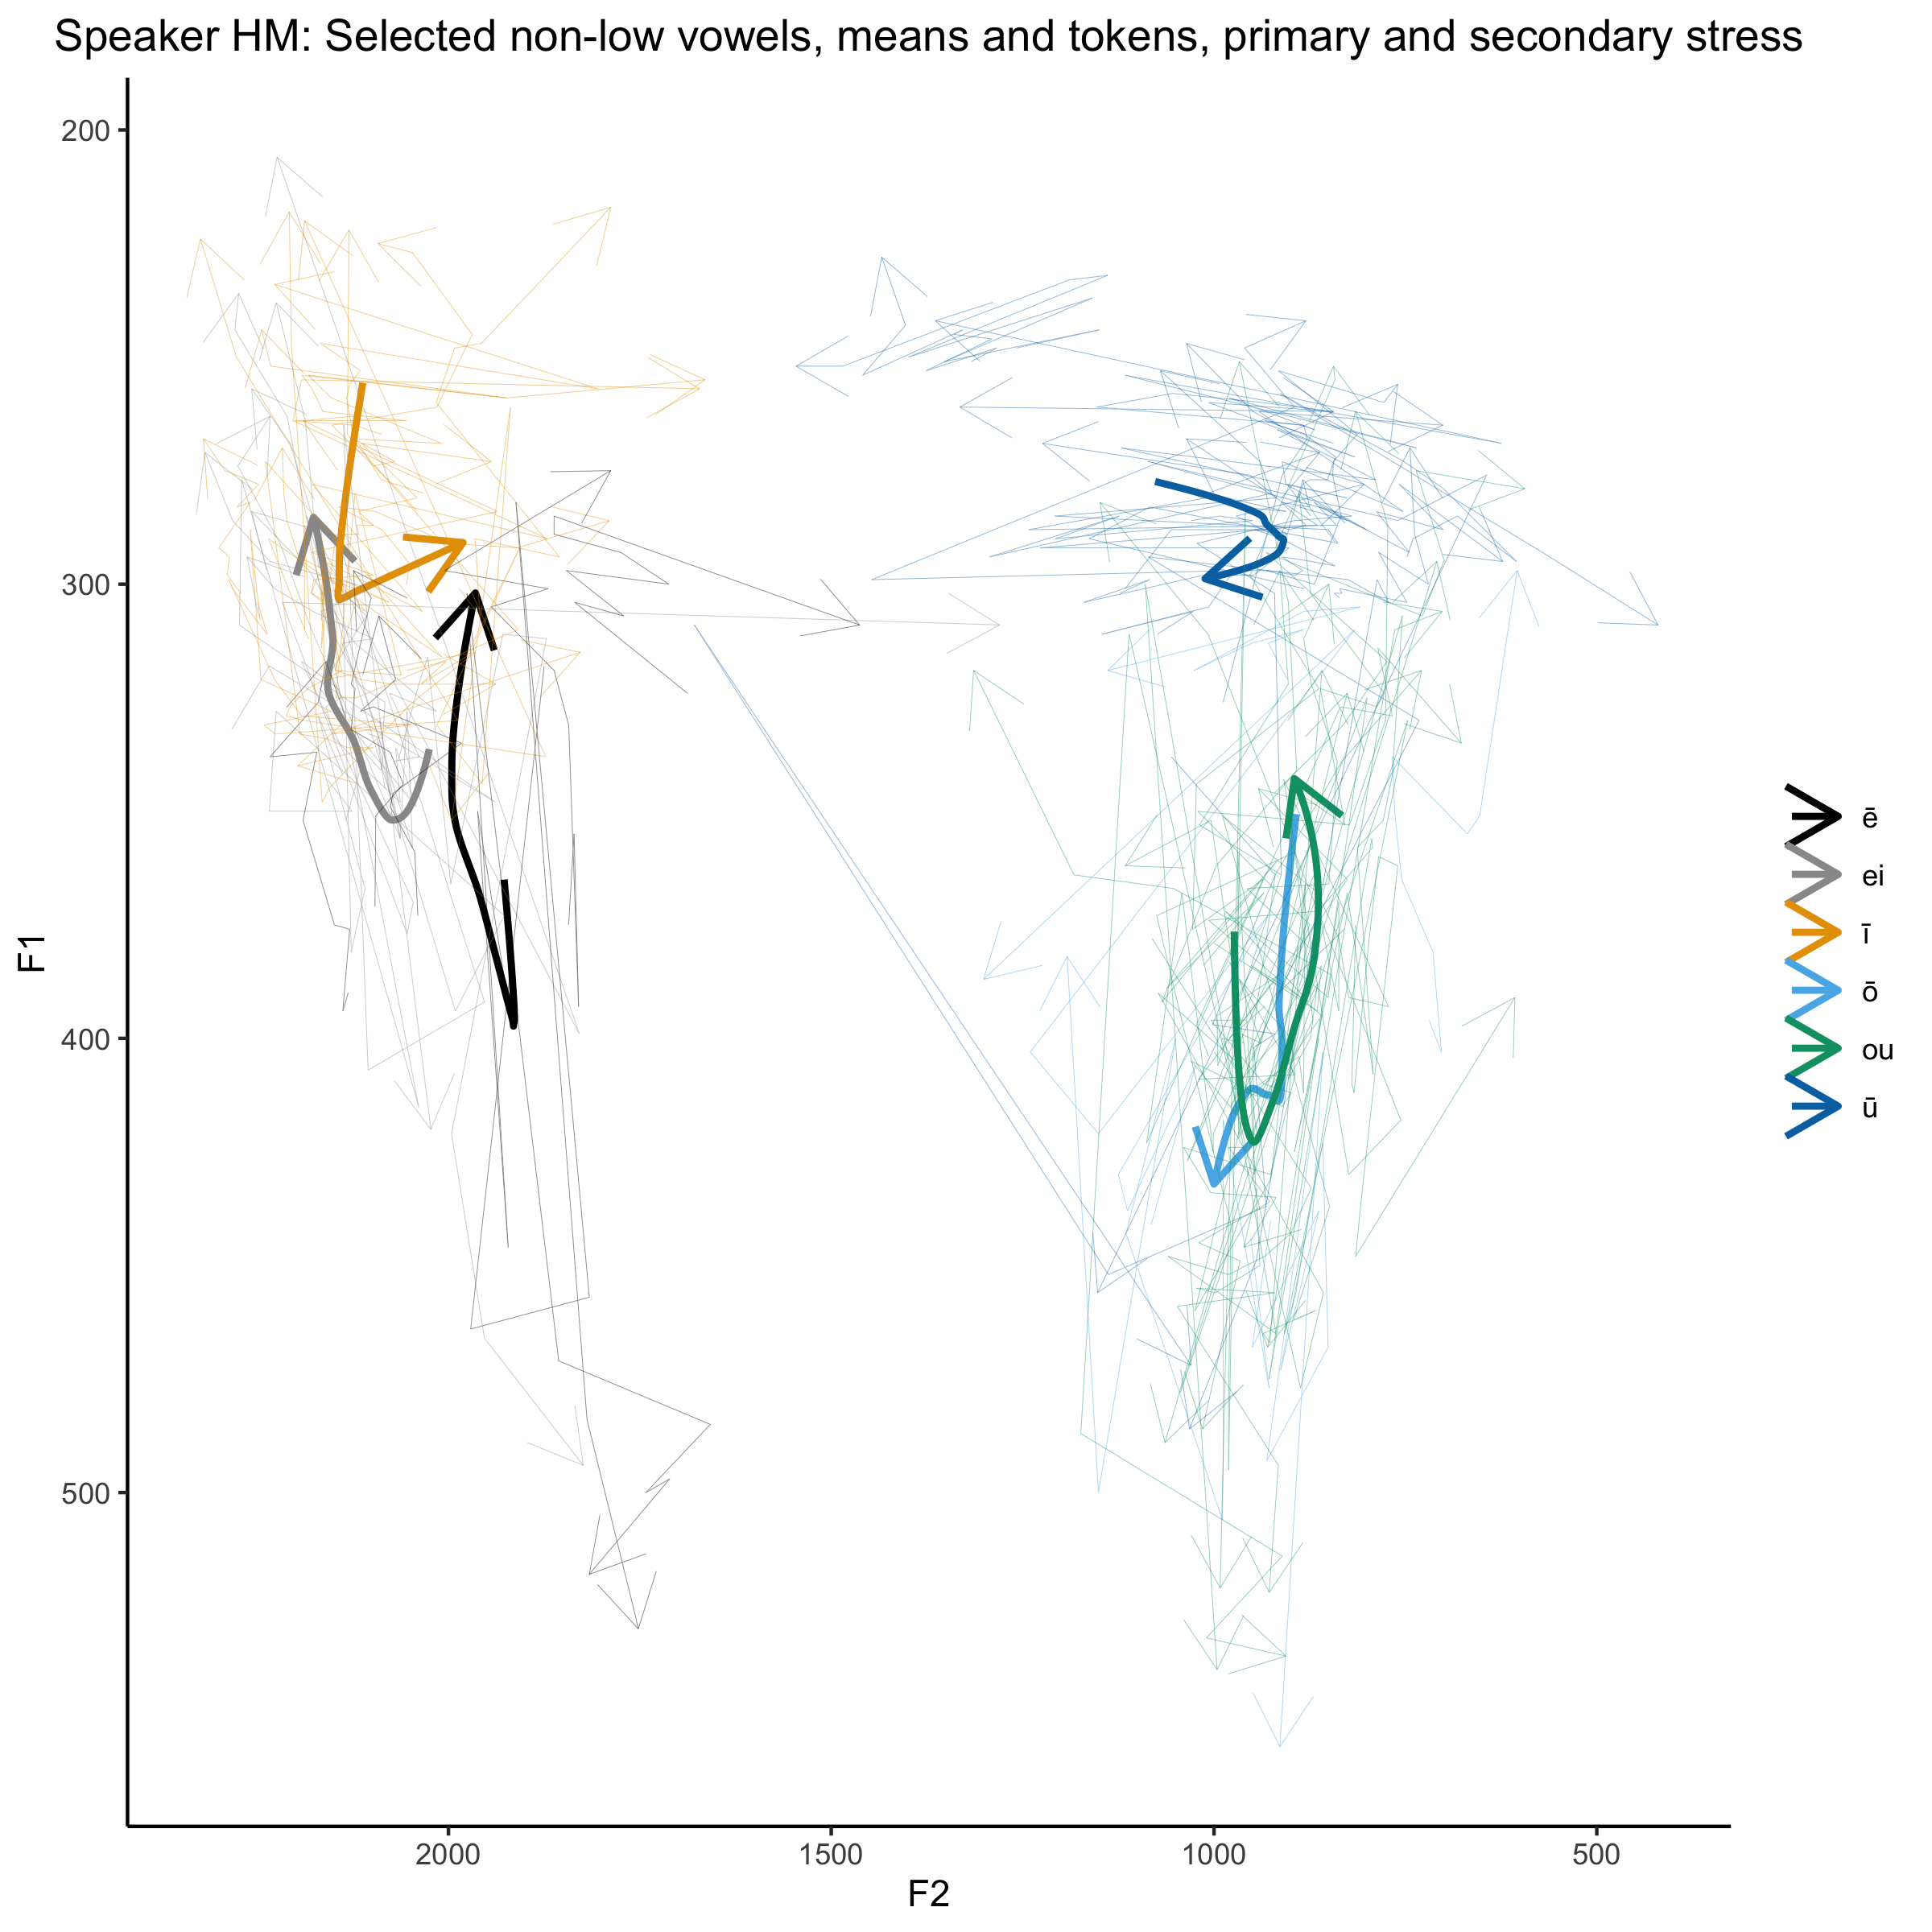 Speaker HM: Selected non-low vowels, means and tokens, primary and secondary stress
200
300
400
500
F1
2000
1500
1000
500
F2
ē
ei
ī
ō
ou
ū